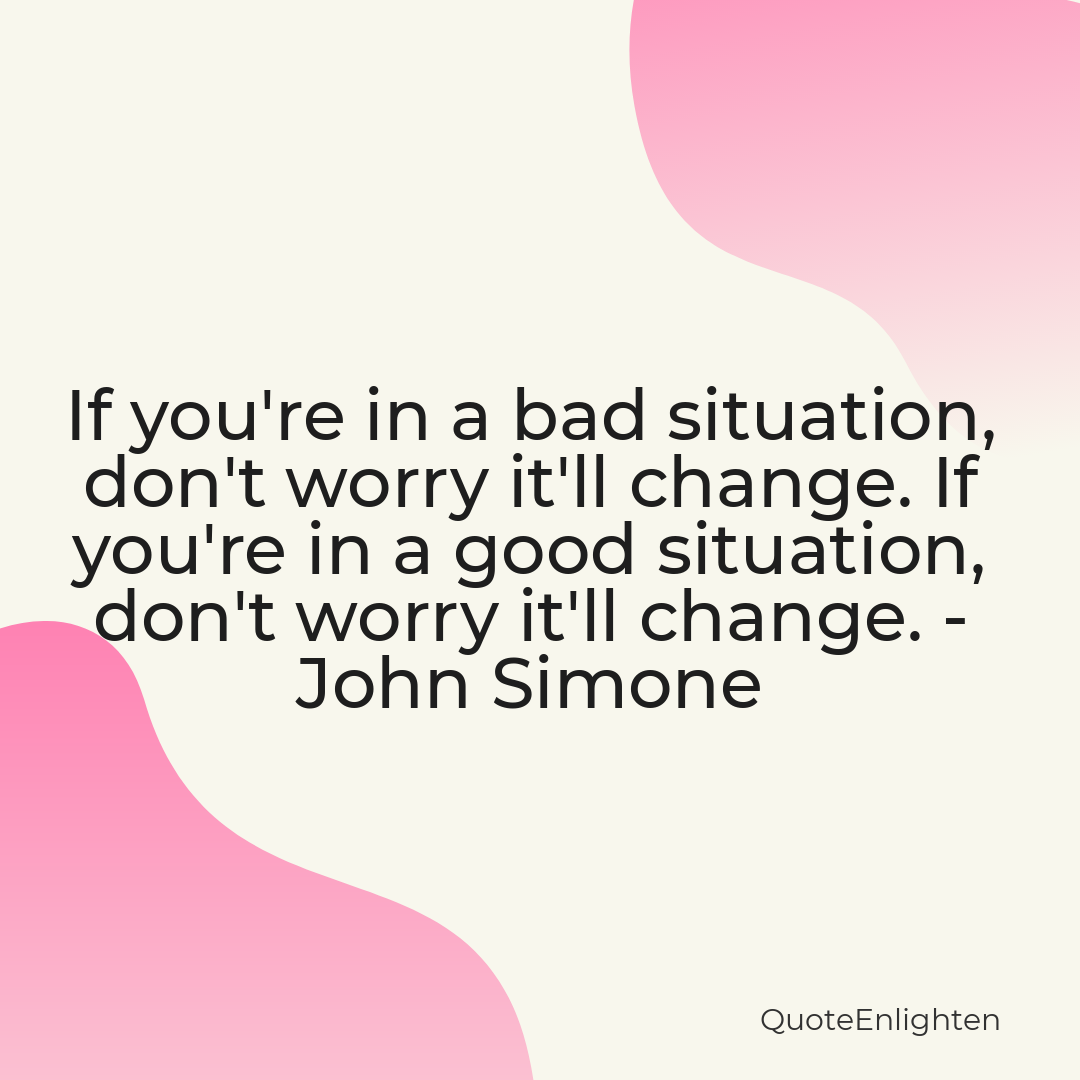 If you're in a bad situation,
don't worry it'll change. If
you're in a good situation,
don't worry it'll change. -
John Simone
QuoteEnlighten